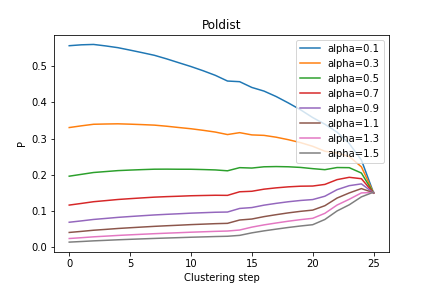 Poldist
alpha=0.1
alpha=0.3
alpha=0.5
alpha=0.7
alpha=0.9
alpha=1.1
alpha=1.3
alpha=1.5
P
0.5
0.4
0.3
0.2
0.1
0.0
0 5 10 15 20 25
Clustering step